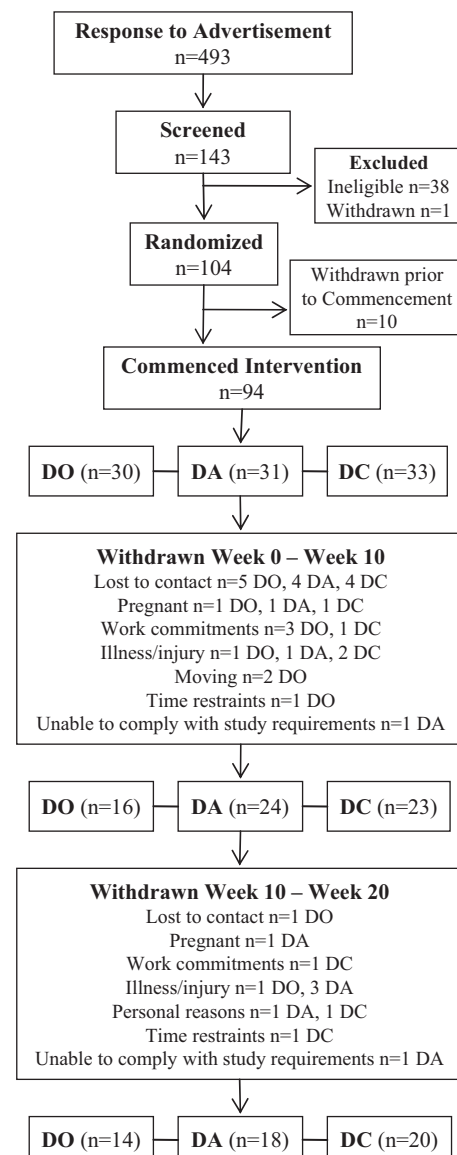 Response to Advertisement
n=493
Screened
n=143
Excluded
Ineligible n=38
Withdrawn n=1
Randomized
n=104
Withdrawn prior
to Commencement
n=10
Commenced Intervention
n=94
DO (n=30)
DA (n=31)
DC (n=33)
Withdrawn Week 0 – Week 10
Lost to contact n=5 DO, 4 DA, 4 DC
Pregnant n=1 DO, 1 DA, 1 DC
Work commitments n=3 DO, 1 DC
Illness/injury n=1 DO, 1 DA, 2 DC
Moving n=2 DO
Time restraints n=1 DO
Unable to comply with study requirements n=1 DA
DO (n=16)
DA (n=24)
DC (n=23)
Withdrawn Week 10 – Week 20
Lost to contact n=1 DO
Pregnant n=1 DA
Work commitments n=1 DC
Illness/injury n=1 DO, 3 DA
Personal reasons n=1 DA, 1 DC
Time restraints n=1 DC
Unable to comply with study requirements n=1 DA
DO (n=14)
DA (n=18)
DC (n=20)